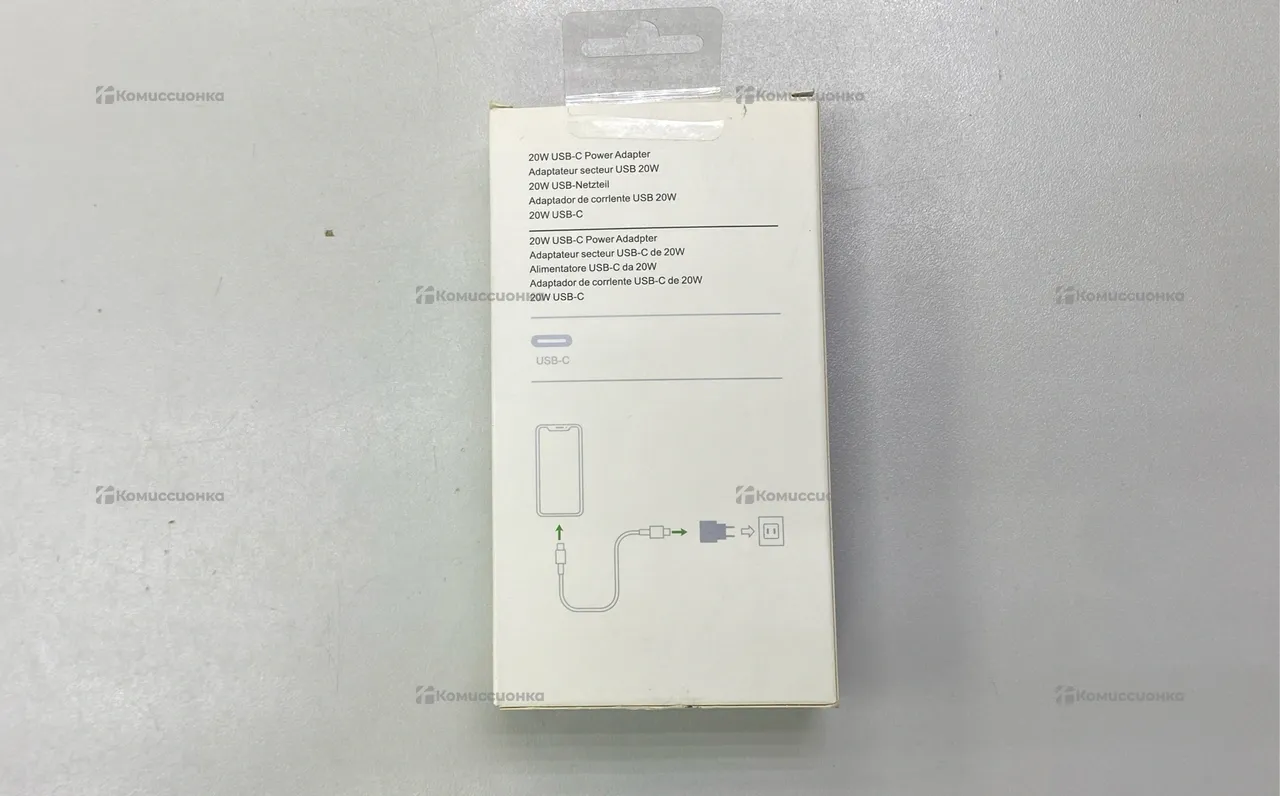 Комиссионка
Комиссионка
20W USB-C Power Adapter
Adaptateur secteur USB 20W
20W USB-Netzteil
Adaptador de corrlente USB 20W
20W USB-C
20W USB-C Power Adadpter
Adaptateur secteur USB-C de 20W
Alimentatore USB-C da 20W
Adaptador de corrlente USB-C de 20W
20W USB-C
Комиссионка
Комиссионка
USB-C
Комиссионка
Комиссионка
Комиссионка
Комиссионка